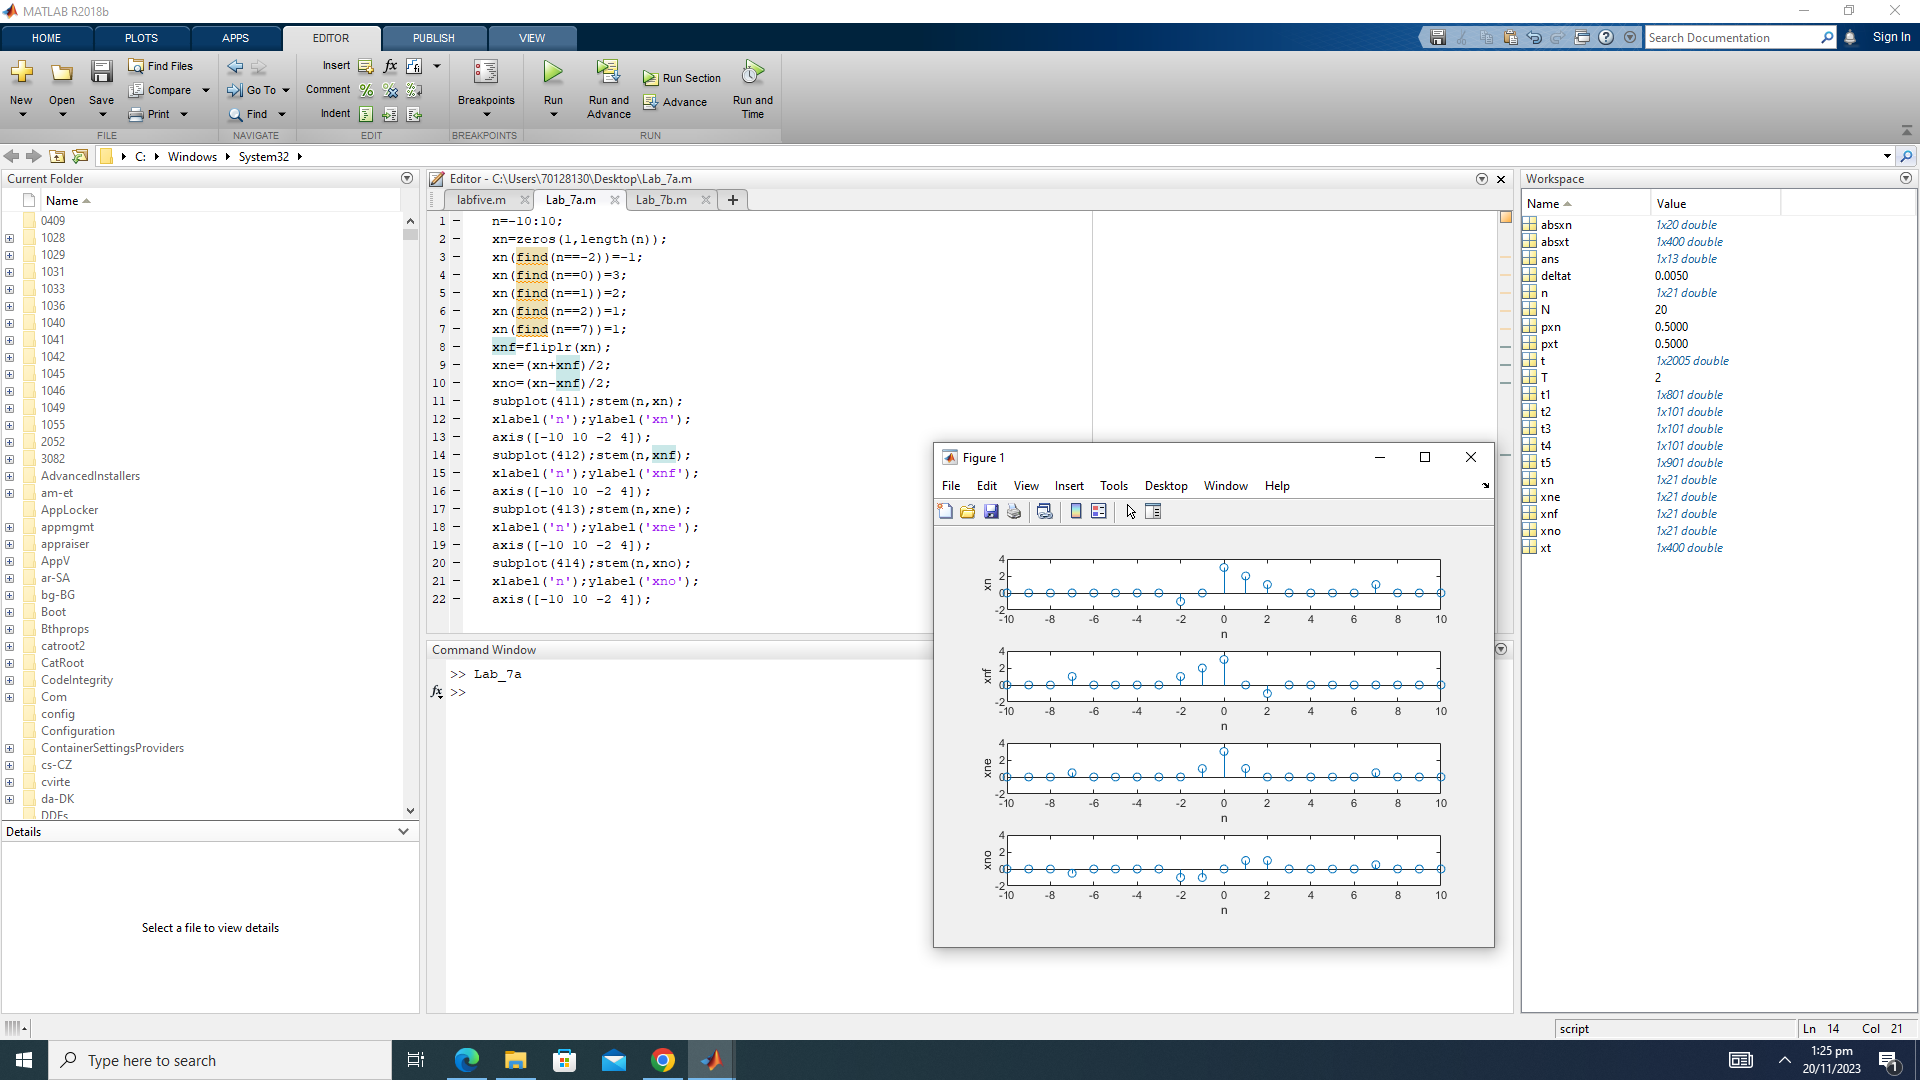 MATLAB R2018b
HOME PLOTS APPS EDITOR PUBLISH VIEW
Search Documentation
Sign In
New Open Save
Find Files
Compare
Print
Go To
Find
Insert fx
Comment
Indent
Breakpoints
Run
Run and Advance
Run Section
Advance
Run and Time
FILE NAVIGATE EDIT BREAKPOINTS RUN
C: Windows System32
Current Folder
Name
0409
1028
1029
1031
1033
1036
1040
1041
1042
1045
1046
1049
1055
2052
3082
AdvancedInstallers
am-et
AppLocker
appmgmt
appraiser
AppV
ar-SA
bg-BG
Boot
Bthprops
catroot2
CatRoot
CodeIntegrity
Com
config
Configuration
ContainerSettingsProviders
cs-CZ
cvirte
da-DK
DDFs
Details
Select a file to view details
Editor - C:\Users\70128130\Desktop\Lab_7a.m
labfive.m Lab_7a.m Lab_7b.m
1 n=-10:10;
2 xn=zeros(1,length(n));
3 xn(find(n==-2))=-1;
4 xn(find(n==0))=3;
5 xn(find(n==1))=2;
6 xn(find(n==2))=1;
7 xn(find(n==7))=1;
8 xnf=fliplr(xn);
9 xne=(xn+xnf)/2;
10 xno=(xn-xnf)/2;
11 subplot(411);stem(n,xn);
12 xlabel('n');ylabel('xn');
13 axis([-10 10 -2 4]);
14 subplot(412);stem(n,xnf);
15 xlabel('n');ylabel('xnf');
16 axis([-10 10 -2 4]);
17 subplot(413);stem(n,xne);
18 xlabel('n');ylabel('xne');
19 axis([-10 10 -2 4]);
20 subplot(414);stem(n,xno);
21 xlabel('n');ylabel('xno');
22 axis([-10 10 -2 4]);
Command Window
>> Lab_7a
fx >>
Figure 1
File Edit View Insert Tools Desktop Window Help
4
2
0
-2
xn
-10 -8 -6 -4 -2 0 2 4 6 8 10
n
4
2
0
-2
xnf
-10 -8 -6 -4 -2 0 2 4 6 8 10
n
4
2
0
-2
xne
-10 -8 -6 -4 -2 0 2 4 6 8 10
n
4
2
0
-2
xno
-10 -8 -6 -4 -2 0 2 4 6 8 10
n
Workspace
Name Value
absxn 1x20 double
absxt 1x400 double
ans 1x13 double
deltat 0.0050
n 1x21 double
N 20
pxn 0.5000
pxt 0.5000
t 1x2005 double
T 2
t1 1x801 double
t2 1x101 double
t3 1x101 double
t4 1x101 double
t5 1x901 double
xn 1x21 double
xne 1x21 double
xnf 1x21 double
xno 1x21 double
xt 1x400 double
script Ln 14 Col 21
Type here to search
1:25 pm
20/11/2023
1